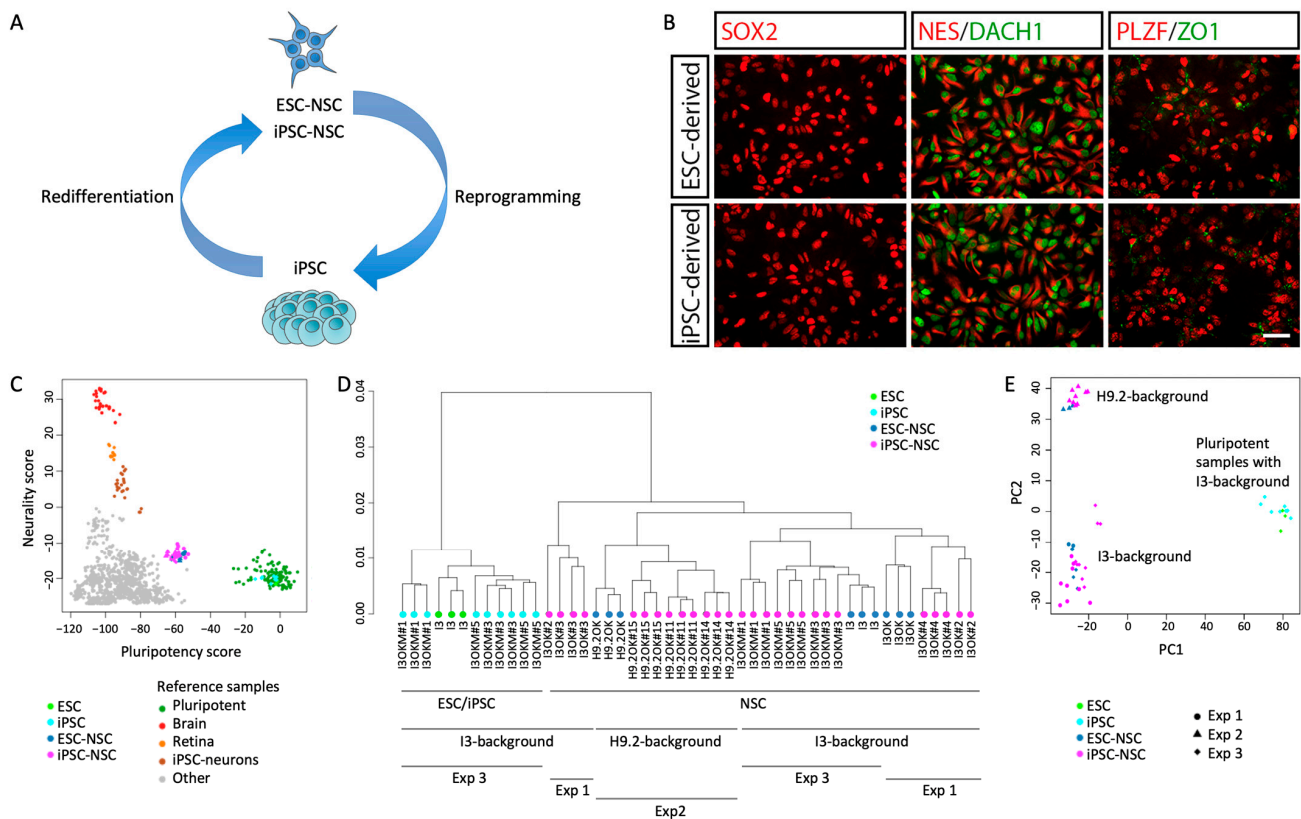 A
ESC-NSC
iPSC-NSC
Redifferentiation
Reprogramming
iPSC
B
SOX2
NES/DACH1
PLZF/ZO1
ESC-derived
iPSC-derived
C
Neurality score
30
20
10
0
−10
−20
−120
−100
−80
−60
−40
−20
0
Pluripotency score
ESC
iPSC
ESC-NSC
iPSC-NSC
Reference samples
Pluripotent
Brain
Retina
iPSC-neurons
Other
D
0.04
0.03
0.02
0.01
0.00
ESC
iPSC
ESC-NSC
iPSC-NSC
I3OKM#1
I3OKM#1
I3OKM#1
I3
I3
I3
I3OKM#5
I3OKM#3
I3OKM#3
I3OKM#3
I3OKM#5
I3OKM#5
I3OK#2
I3OK#3
I3OK#3
I3OK#3
H9.2OK
H9.2OK
H9.2OK
H9.2OK#15
H9.2OK#15
H9.2OK#15
H9.2OK#11
H9.2OK#11
H9.2OK#11
H9.2OK#14
H9.2OK#14
H9.2OK#14
I3OKM#1
I3OKM#1
I3OKM#1
I3OKM#5
I3OKM#5
I3OKM#5
I3OKM#3
I3OKM#3
I3OKM#3
I3
I3
I3
I3OK
I3OK
I3OK
I3OK#4
I3OK#4
I3OK#4
I3OK#2
I3OK#2
ESC/iPSC
NSC
I3-background
H9.2-background
I3-background
Exp 3
Exp 1
Exp2
Exp 3
Exp 1
E
PC2
40
30
20
10
0
−10
−20
−30
H9.2-background
Pluripotent
samples with
I3-background
I3-background
−20
0
20
40
60
80
PC1
ESC
iPSC
ESC-NSC
iPSC-NSC
Exp 1
Exp 2
Exp 3